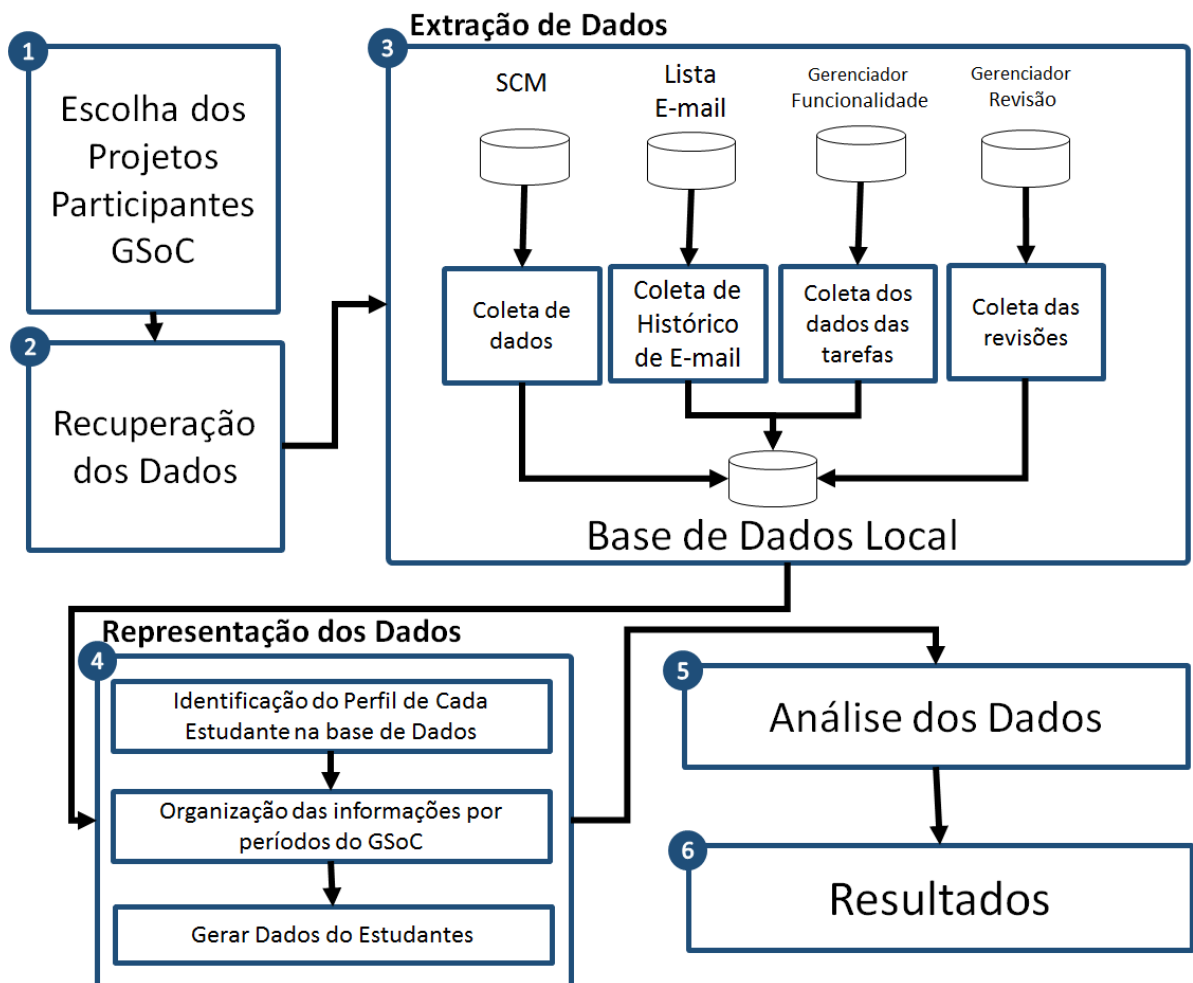 1
Escolha dos
Projetos
Participantes
GSoC
2
Recuperação
dos Dados
Extração de Dados
3
SCM
Lista
E-mail
Gerenciador
Funcionalidade
Gerenciador
Revisão
Coleta de
dados
Coleta de
Histórico
de E-mail
Coleta dos
dados das
tarefas
Coleta das
revisões
Base de Dados Local
Representação dos Dados
4
Identificação do Perfil de Cada
Estudante na base de Dados
Organização das informações por
períodos do GSoC
Gerar Dados do Estudantes
5
Análise dos Dados
6
Resultados